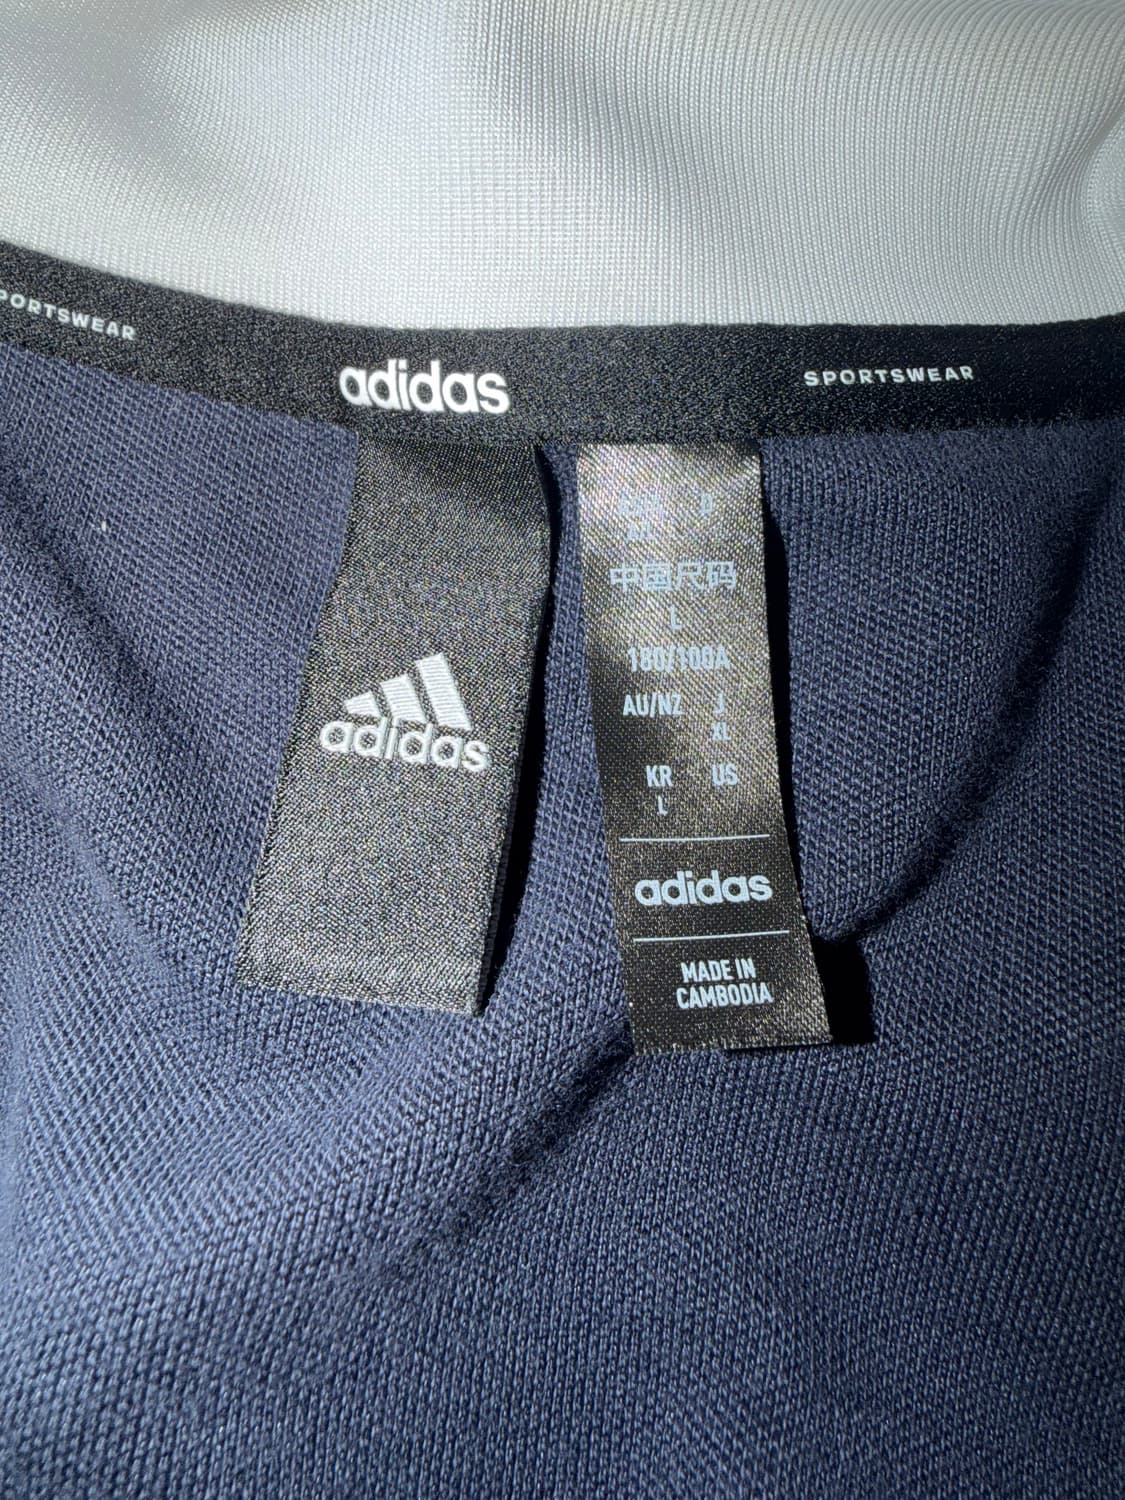 SPORTSWEAR
adidas
SPORTSWEAR
adidas
中国尺码
L
180/100A
AU/NZ J
XL
KR US
L
adidas
MADE IN
CAMBODIA